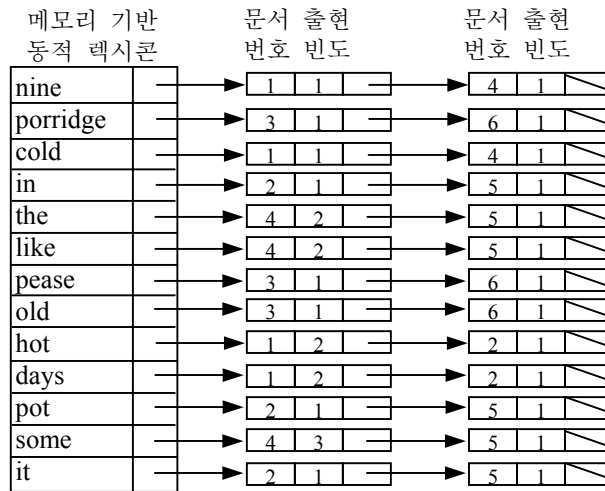 메모리 기반 문서 출현 문서 출현
동적 렉시콘 번호 빈도 번호 빈도
nine 1 1 4 1
porridge 3 1 6 1
cold 1 1 4 1
in 2 1 5 1
the 4 2 5 1
like 4 2 5 1
pease 3 1 6 1
old 3 1 6 1
hot 1 2 2 1
days 1 2 2 1
pot 2 1 5 1
some 4 3 5 1
it 2 1 5 1